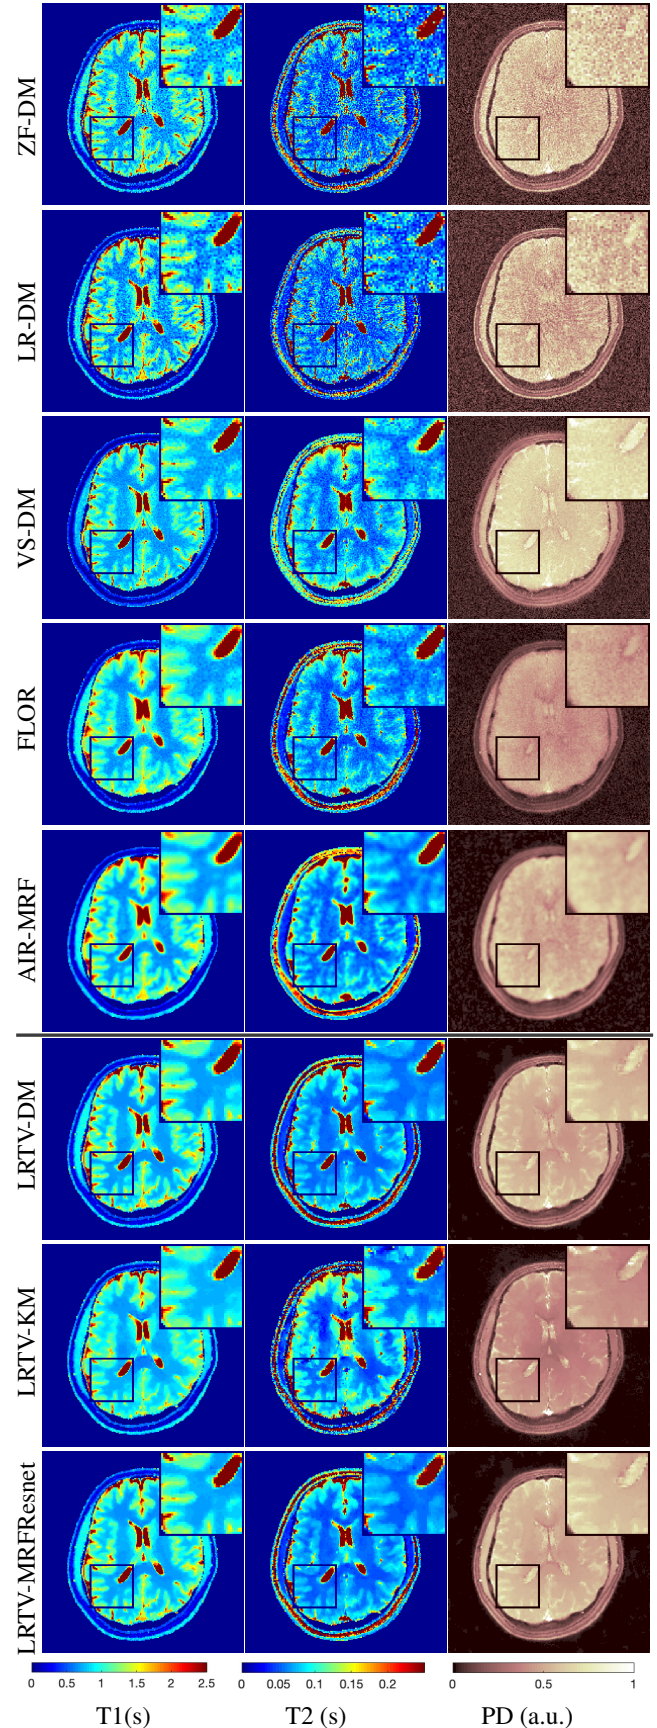 ZF-DM
LR-DM
VS-DM
FLOR
AIR-MRF
LRTV-DM
LRTV-KM
LRTV-MRFResnet
0 0.5 1 1.5 2 2.5
0 0.05 0.1 0.15 0.2
0 0.5 1
T1(s) T2 (s) PD (a.u.)